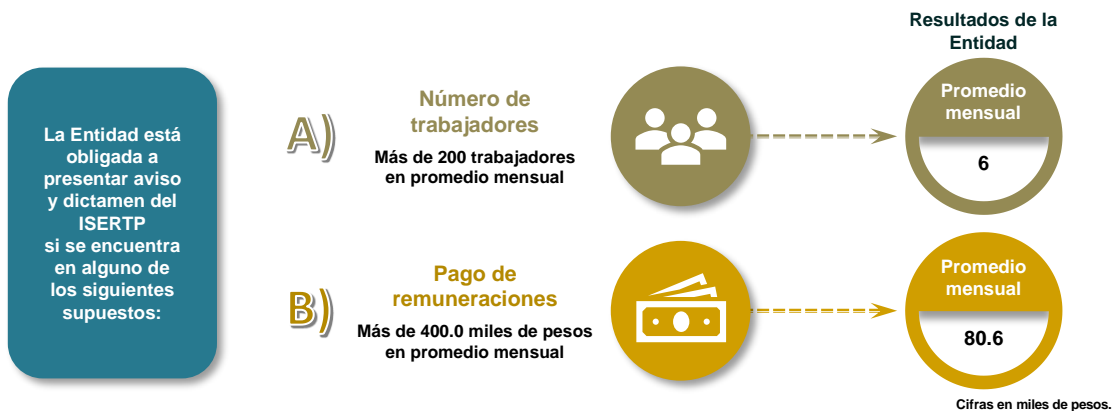 La Entidad está
obligada a
presentar aviso
y dictamen del
ISERTP
si se encuentra
en alguno de
los siguientes
supuestos:
A)
Número de
trabajadores
Más de 200 trabajadores
en promedio mensual
Resultados de la
Entidad
Promedio
mensual
6
B)
Pago de
remuneraciones
Más de 400.0 miles de pesos
en promedio mensual
Promedio
mensual
80.6
Cifras en miles de pesos.